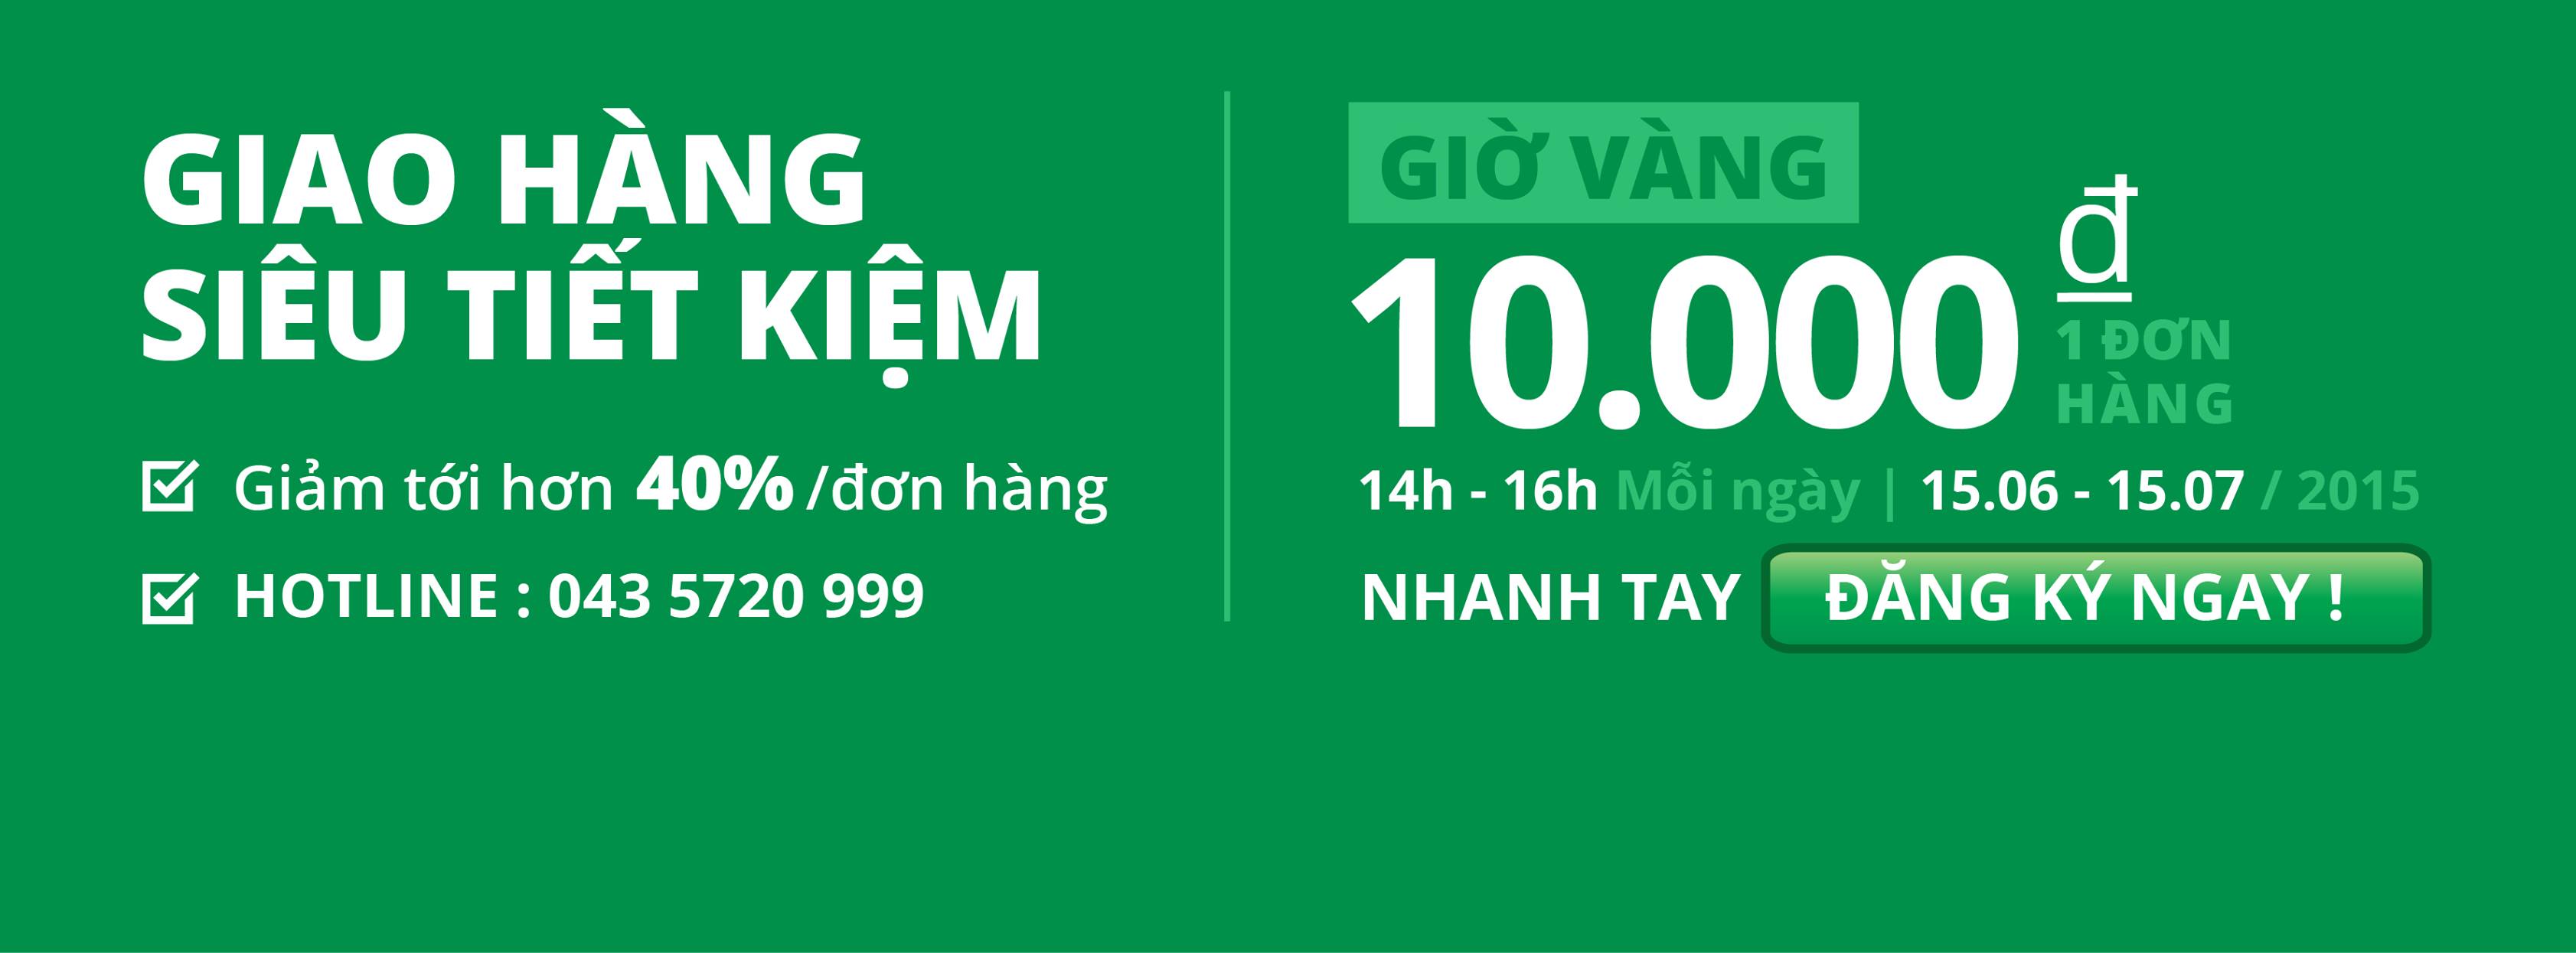 GIAO HÀNG
SIÊU TIẾT KIỆM
Giảm tới hơn 40% /đơn hàng
HOTLINE : 043 5720 999
GIỜ VÀNG
10.000 đ
1 ĐƠN
HÀNG
14h - 16h Mỗi ngày | 15.06 - 15.07 / 2015
NHANH TAY ĐĂNG KÝ NGAY !